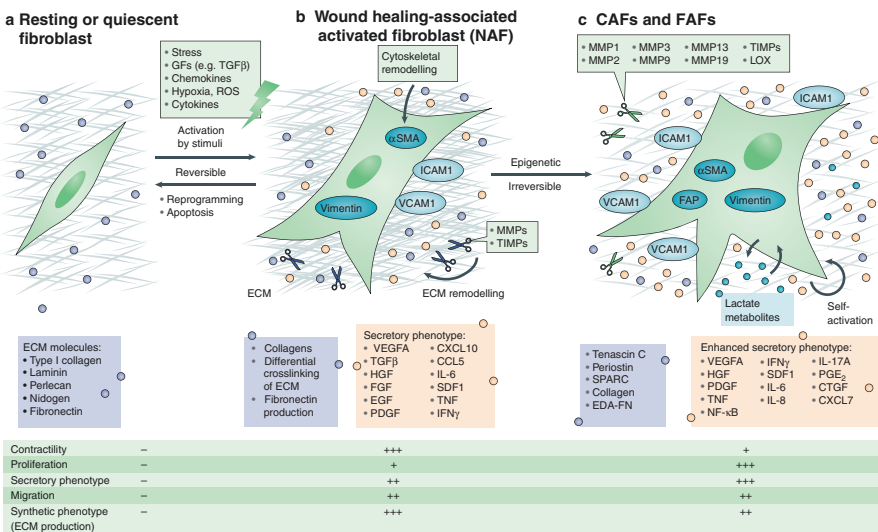 a Resting or quiescent
fibroblast
• Stress
• GFs (e.g. TGFβ)
• Chemokines
• Hypoxia, ROS
• Cytokines
Activation
by stimuli
Reversible
• Reprogramming
• Apoptosis
b Wound healing-associated
activated fibroblast (NAF)
Cytoskeletal
remodelling
αSMA
ICAM1
VCAM1
Vimentin
• MMPs
• TIMPs
ECM
ECM remodelling
Epigenetic
Irreversible
c CAFs and FAFs
• MMP1 • MMP3 • MMP13 • TIMPs
• MMP2 • MMP9 • MMP19 • LOX
ICAM1
ICAM1
αSMA
VCAM1
FAP
Vimentin
VCAM1
Lactate
metabolites
Self-
activation
ECM molecules:
• Type I collagen
• Laminin
• Perlecan
• Nidogen
• Fibronectin
• Collagens
• Differential
crosslinking
of ECM
• Fibronectin
production
Secretory phenotype:
• VEGFA • CXCL10
• TGFβ • CCL5
• HGF • IL-6
• FGF • SDF1
• EGF • TNF
• PDGF • IFNγ
• Tenascin C
• Periostin
• SPARC
• Collagen
• EDA-FN
Enhanced secretory phenotype:
• VEGFA • IFNγ • IL-17A
• HGF • SDF1 • PGE₂
• PDGF • IL-6 • CTGF
• TNF • IL-8 • CXCL7
• NF-κB
Contractility – +++ +
Proliferation – + +++
Secretory phenotype – ++ +++
Migration – ++ ++
Synthetic phenotype – +++ ++
(ECM production)